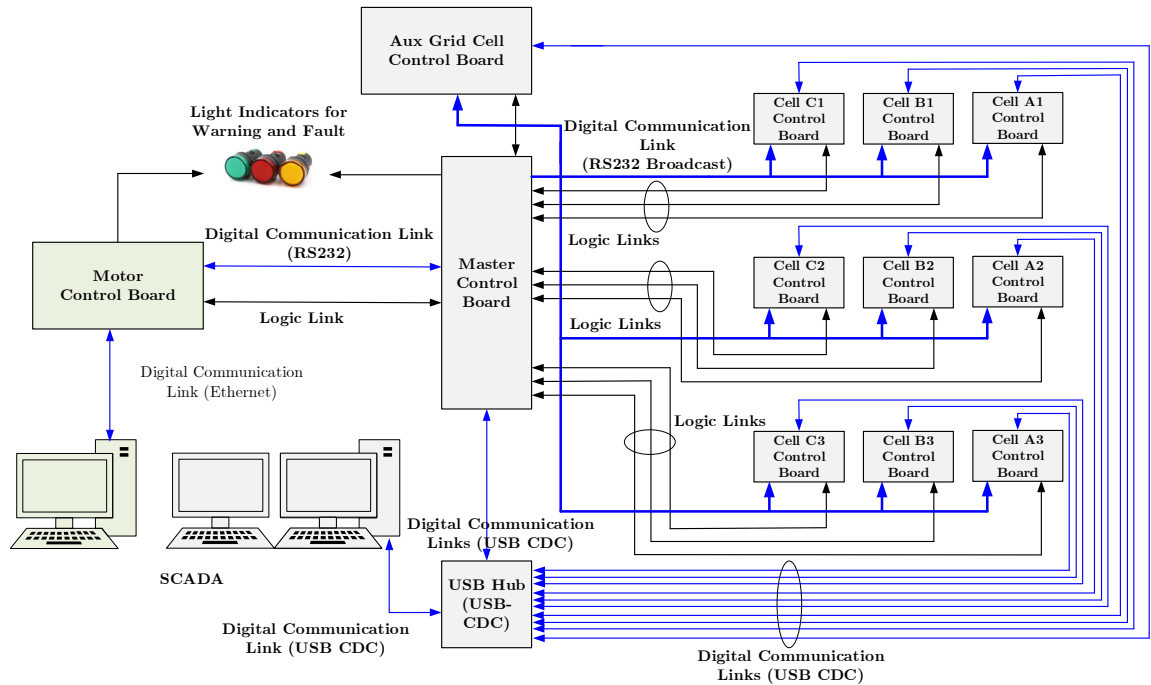 Aux Grid Cell
Control Board
Light Indicators for
Warning and Fault
Digital Communication
Link
(RS232 Broadcast)
Cell C1
Control
Board
Cell B1
Control
Board
Cell A1
Control
Board
Logic Links
Digital Communication Link
(RS232)
Motor
Control Board
Master
Control
Board
Logic Link
Cell C2
Control
Board
Cell B2
Control
Board
Cell A2
Control
Board
Logic Links
Digital Communication
Link (Ethernet)
Logic Links
Cell C3
Control
Board
Cell B3
Control
Board
Cell A3
Control
Board
Digital Communication
Links (USB CDC)
SCADA
USB Hub
(USB-
CDC)
Digital Communication
Link (USB CDC)
Digital Communication
Links (USB CDC)